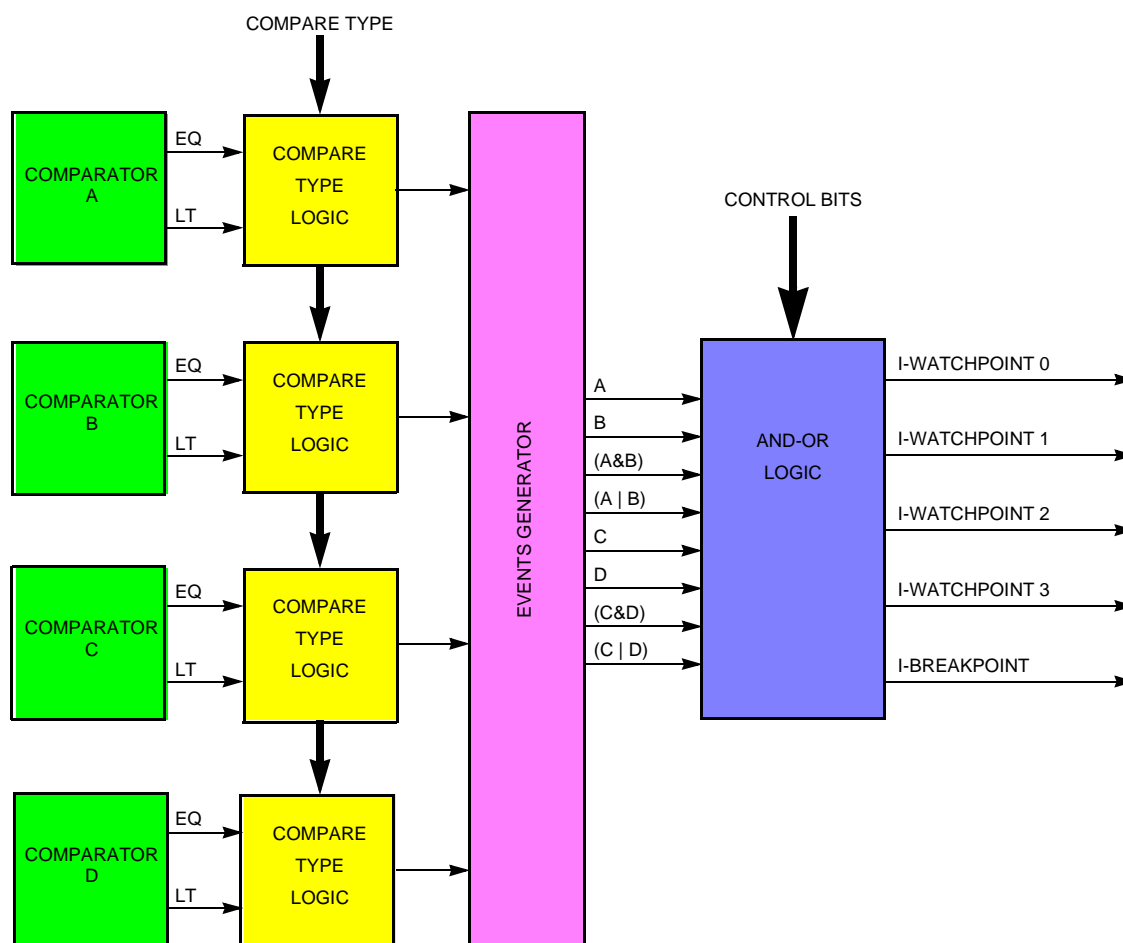 COMPARE TYPE
COMPARATOR
A
EQ
LT
COMPARE
TYPE
LOGIC
COMPARATOR
B
EQ
LT
COMPARE
TYPE
LOGIC
COMPARATOR
C
EQ
LT
COMPARE
TYPE
LOGIC
COMPARATOR
D
EQ
LT
COMPARE
TYPE
LOGIC
EVENTS GENERATOR
A
B
(A&B)
(A | B)
C
D
(C&D)
(C | D)
CONTROL BITS
AND-OR
LOGIC
I-WATCHPOINT 0
I-WATCHPOINT 1
I-WATCHPOINT 2
I-WATCHPOINT 3
I-BREAKPOINT